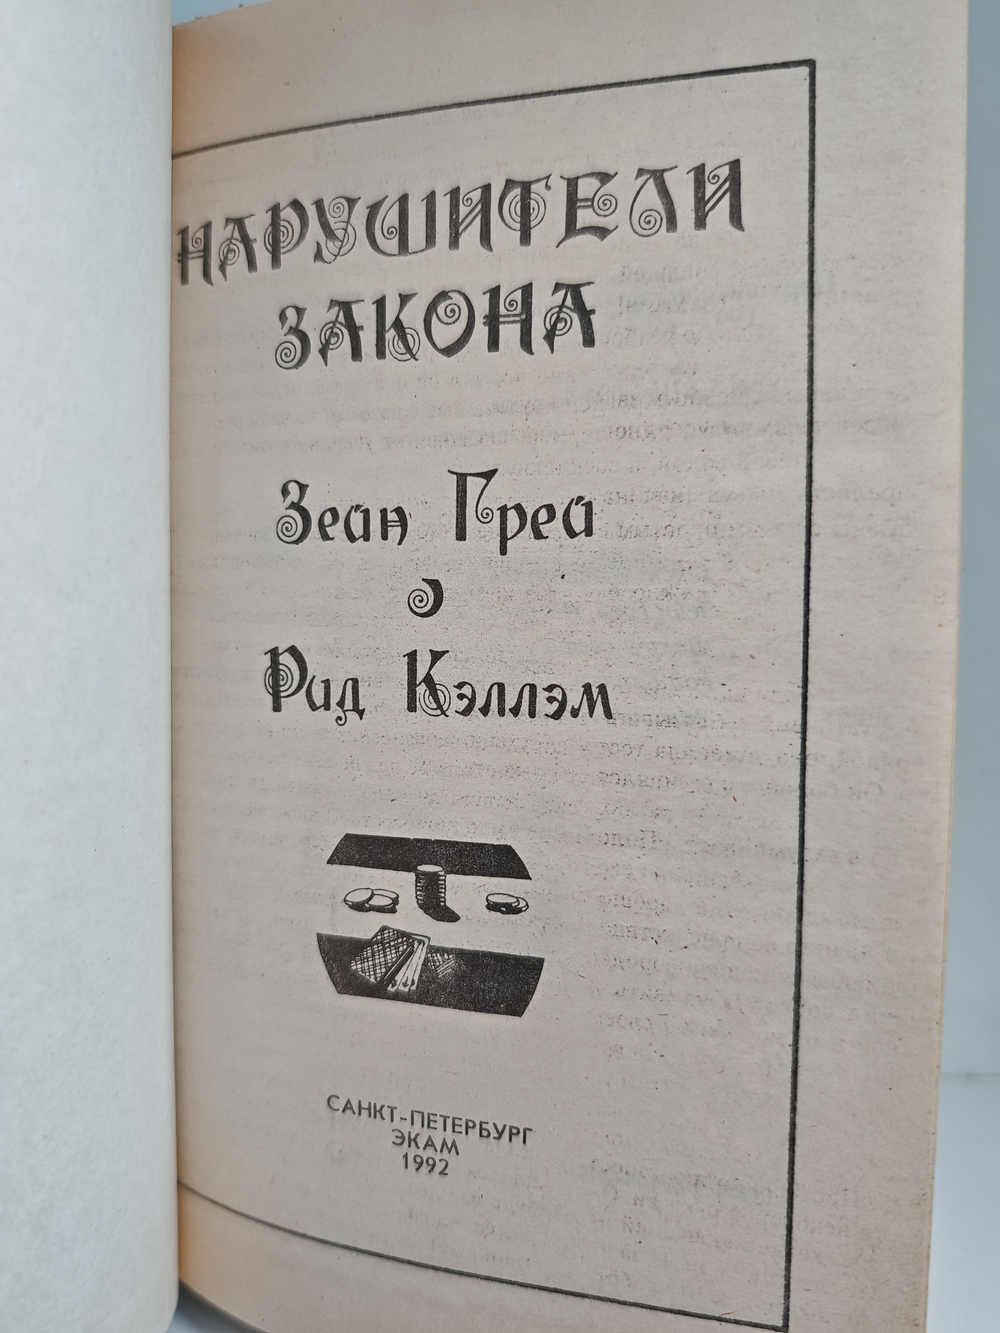 НАРУШИТЕЛИ
ЗАКОНА
Зейн Грей
Рид Кэллэм
САНКТ-ПЕТЕРБУРГ
ЭКАМ
1992